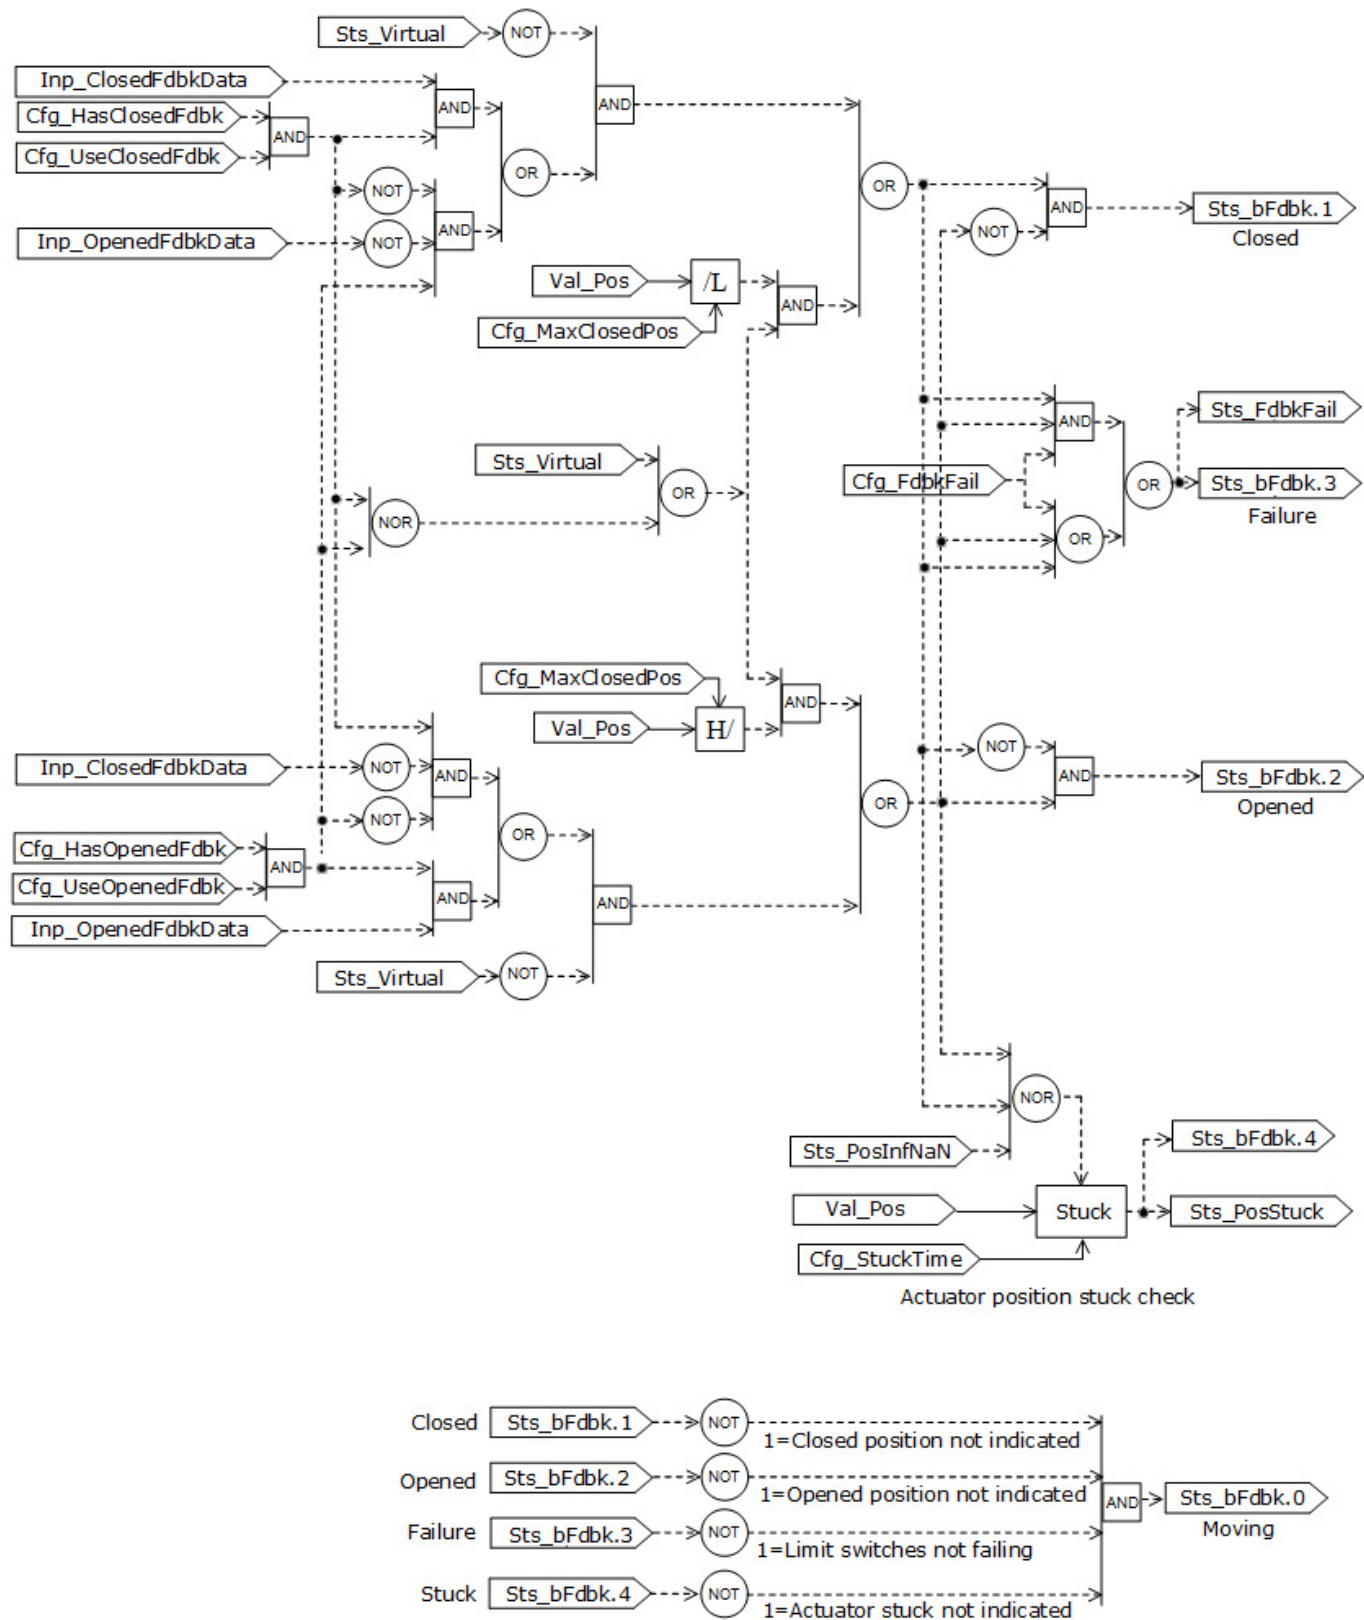 Sts_Virtual
NOT
Inp_ClosedFdbkData
Cfg_HasClosedFdbk
Cfg_UseClosedFdbk
AND
AND
AND
OR
NOT
AND
Inp_OpenedFdbkData
NOT
OR
AND
Sts_bFdbk.1
Closed
NOT
Val_Pos
/L
AND
Cfg_MaxClosedPos
Sts_FdbkFail
AND
Sts_Virtual
OR
Cfg_FdbkFail
OR
Sts_bFdbk.3
Failure
NOR
OR
Cfg_MaxClosedPos
AND
Val_Pos
H/
NOT
Inp_ClosedFdbkData
NOT
AND
AND
Sts_bFdbk.2
Opened
NOT
OR
OR
Cfg_HasOpenedFdbk
AND
Cfg_UseOpenedFdbk
AND
AND
Inp_OpenedFdbkData
Sts_Virtual
NOT
NOR
Sts_PosInfNaN
Sts_bFdbk.4
Val_Pos
Stuck
Sts_PosStuck
Cfg_StuckTime
Actuator position stuck check
Closed
Sts_bFdbk.1
NOT
1=Closed position not indicated
Opened
Sts_bFdbk.2
NOT
1=Opened position not indicated
AND
Sts_bFdbk.0
Moving
Failure
Sts_bFdbk.3
NOT
1=Limit switches not failing
Stuck
Sts_bFdbk.4
NOT
1=Actuator stuck not indicated